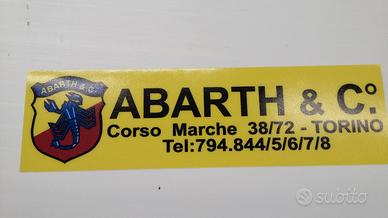 ABARTH & C.
ABARTH & C.º
Corso Marche 38/72 - TORINO
Tel:794.844/5/6/7/8
subito